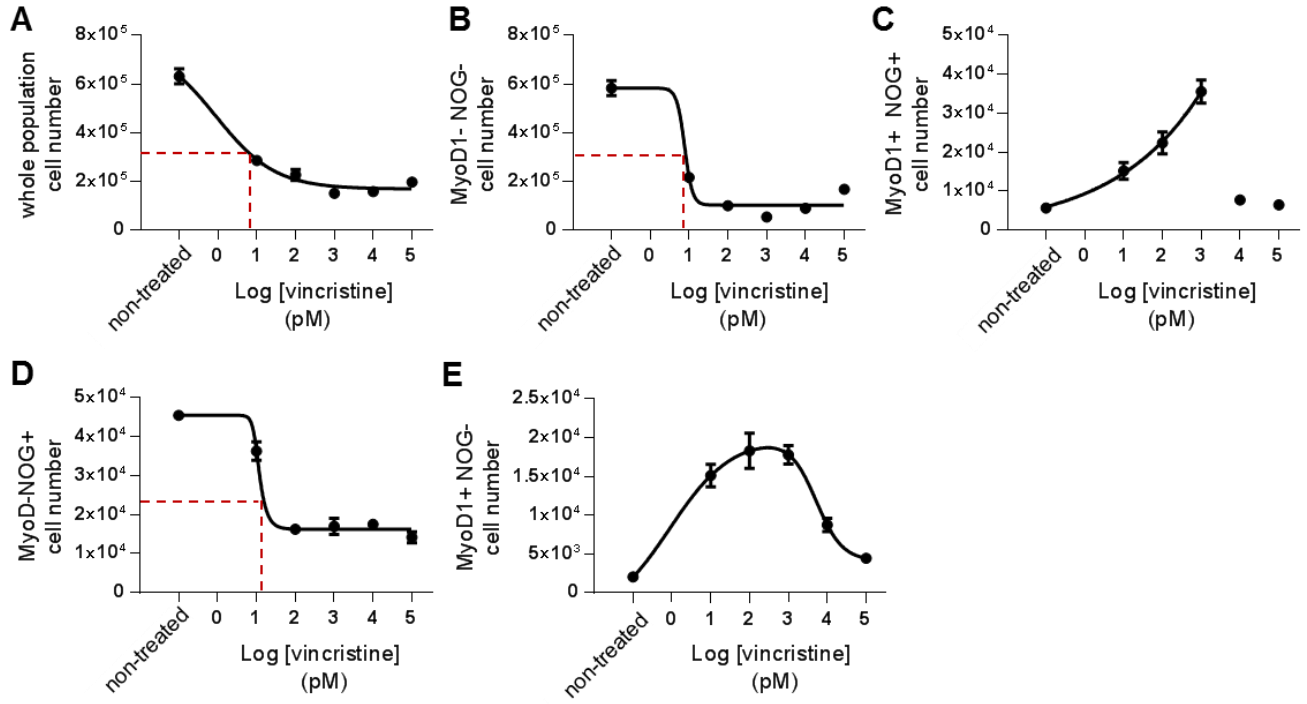 A
whole population
cell number
8x10⁵
6x10⁵
4x10⁵
2x10⁵
0
non-treated
0 1 2 3 4 5
Log [vincristine]
(pM)
B
MyoD1- NOG-
cell number
8x10⁵
6x10⁵
4x10⁵
2x10⁵
0
non-treated
0 1 2 3 4 5
Log [vincristine]
(pM)
C
MyoD1+ NOG+
cell number
5x10⁴
4x10⁴
3x10⁴
2x10⁴
1x10⁴
0
non-treated
0 1 2 3 4 5
Log [vincristine]
(pM)
D
MyoD-NOG+
cell number
5x10⁴
4x10⁴
3x10⁴
2x10⁴
1x10⁴
0
non-treated
0 1 2 3 4 5
Log [vincristine]
(pM)
E
MyoD1+ NOG-
cell number
2.5x10⁴
2x10⁴
1.5x10⁴
1x10⁴
5x10³
0
non-treated
0 1 2 3 4 5
Log [vincristine]
(pM)